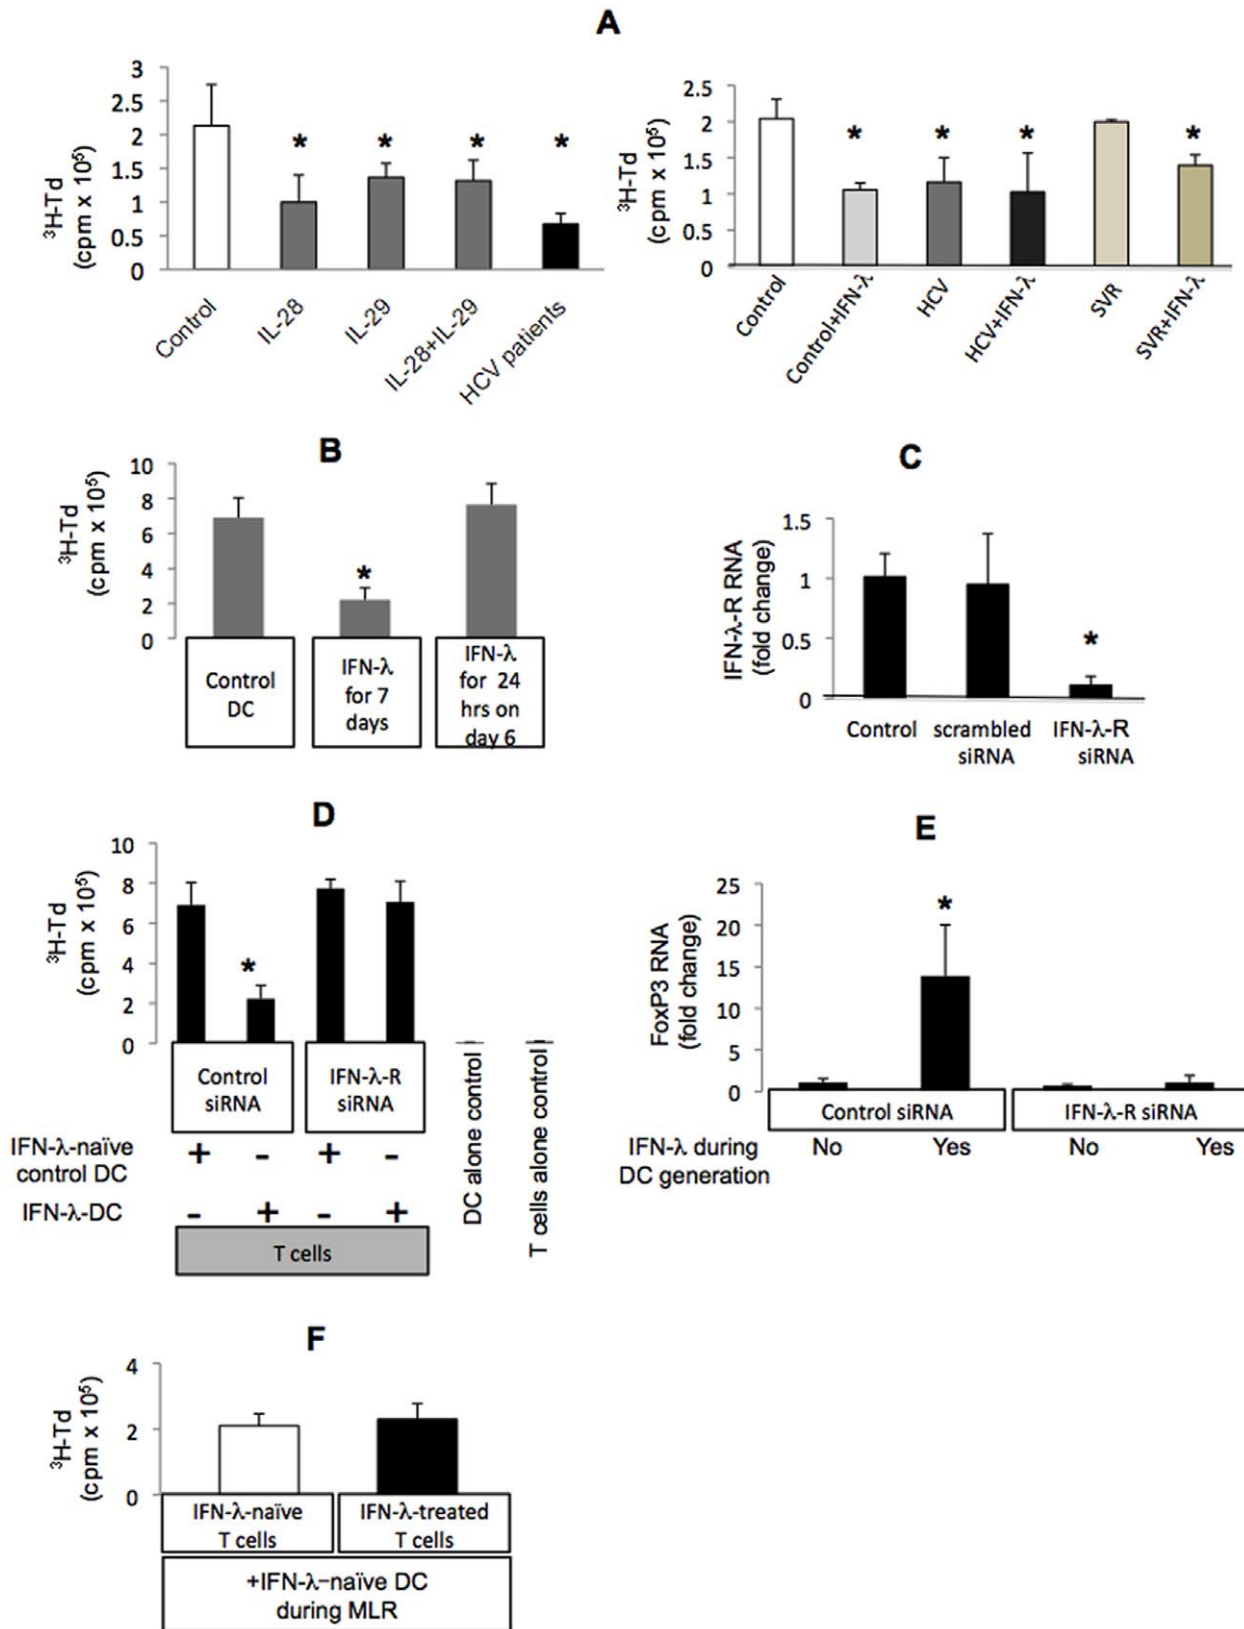 A
3
2.5
2
1.5
1
0.5
0
³H-Td
(cpm x 10⁵)
*
*
*
*
Control
IL-28
IL-29
IL-28+IL-29
HCV patients
2.5
2
1.5
1
0.5
0
³H-Td
(cpm x 10⁵)
*
*
*
*
Control
Control+IFN-λ
HCV
HCV+IFN-λ
SVR
SVR+IFN-λ
B
10
8
6
4
2
0
³H-Td
(cpm x 10⁵)
*
Control
DC
IFN-λ
for 7
days
IFN-λ
for 24
hrs on
day 6
C
1.5
1
0.5
0
IFN-λ-R RNA
(fold change)
*
Control
scrambled
siRNA
IFN-λ-R
siRNA
D
10
8
6
4
2
0
³H-Td
(cpm x 10⁵)
*
Control
siRNA
IFN-λ-R
siRNA
DC alone control
T cells alone control
IFN-λ-naïve
control DC
+ - + -
IFN-λ-DC
- + - +
T cells
E
25
20
15
10
5
0
FoxP3 RNA
(fold change)
*
Control siRNA
IFN-λ-R siRNA
IFN-λ during
DC generation
No Yes No Yes
F
4
2
0
³H-Td
(cpm x 10⁵)
IFN-λ-naïve
T cells
IFN-λ-treated
T cells
+IFN-λ-naïve DC
during MLR